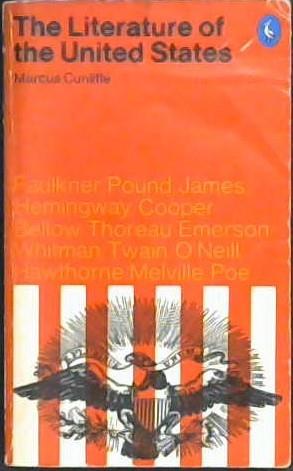 The Literature of
the United States
Marcus Cunliffe
Faulkner Pound James
Hemingway Cooper
Bellow Thoreau Emerson
Whitman Twain O'Neill
Hawthorne Melville Poe